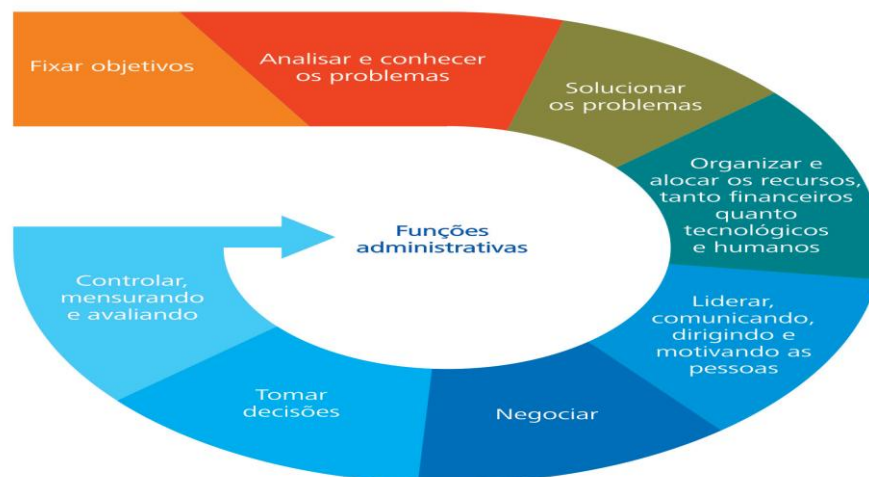 Fixar objetivos
Analisar e conhecer
os problemas
Solucionar
os problemas
Organizar e
alocar os recursos,
tanto financeiros
quanto
tecnológicos
e humanos
Liderar,
comunicando,
dirigindo e
motivando as
pessoas
Negociar
Tomar
decisões
Controlar,
mensurando
e avaliando
Funções
administrativas